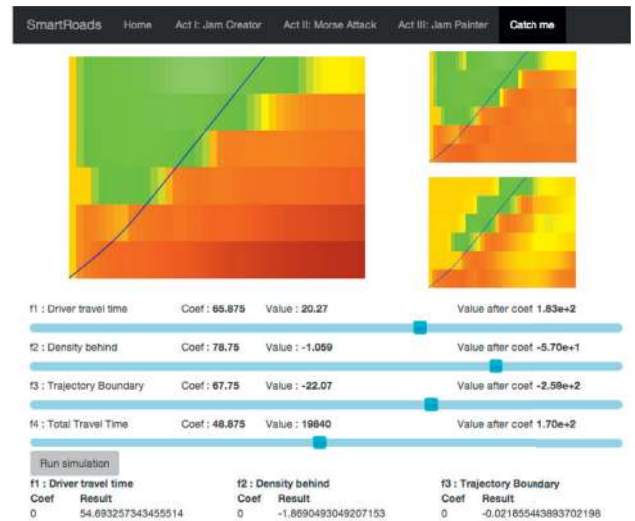 SmartRoads Home Act I: Jam Creator Act II: Morse Attack Act III: Jam Painter Catch me
f1 : Driver travel time Coef : 65.875 Value : 20.27 Value after coef 1.83e+2
f2 : Density behind Coef : 78.75 Value : -1.059 Value after coef -5.70e+1
f3 : Trajectory Boundary Coef : 67.75 Value : -22.07 Value after coef -2.59e+2
f4 : Total Travel Time Coef : 48.875 Value : 19840 Value after coef 1.70e+2
Run simulation
f1 : Driver travel time f2 : Density behind f3 : Trajectory Boundary
Coef Result Coef Result Coef Result
0 54.693257343455514 0 -1.8690493049207153 0 -0.021855443893702198